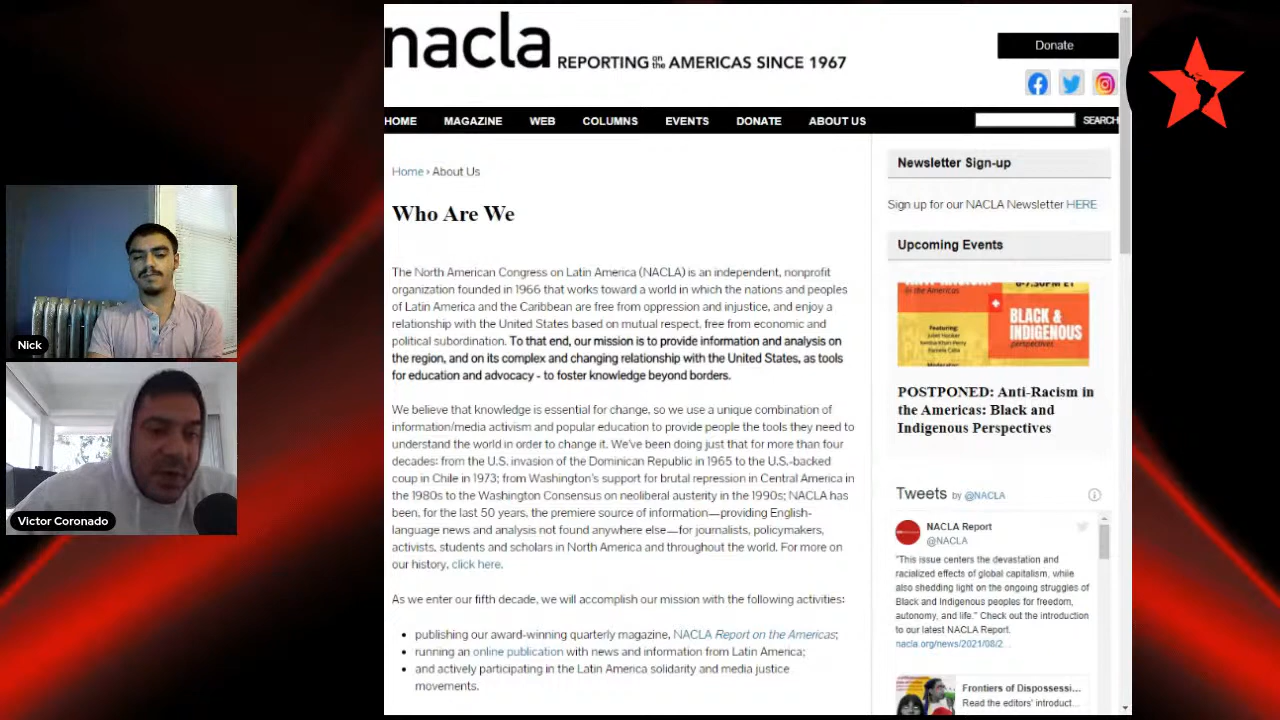 nacla REPORTING on the AMERICAS SINCE 1967
Donate
HOME MAGAZINE WEB COLUMNS EVENTS DONATE ABOUT US SEARCH
Home › About Us
Who Are We
The North American Congress on Latin America (NACLA) is an independent, nonprofit
organization founded in 1966 that works toward a world in which the nations and peoples
of Latin America and the Caribbean are free from oppression and injustice, and enjoy a
relationship with the United States based on mutual respect, free from economic and
political subordination. To that end, our mission is to provide information and analysis on
the region, and on its complex and changing relationship with the United States, as tools
for education and advocacy - to foster knowledge beyond borders.
We believe that knowledge is essential for change, so we use a unique combination of
information/media activism and popular education to provide people the tools they need to
understand the world in order to change it. We've been doing just that for more than four
decades: from the U.S. invasion of the Dominican Republic in 1965 to the U.S.-backed
coup in Chile in 1973; from Washington's support for brutal repression in Central America in
the 1980s to the Washington Consensus on neoliberal austerity in the 1990s; NACLA has
been, for the last 50 years, the premiere source of information—providing English-
language news and analysis not found anywhere else—for journalists, policymakers,
activists, students and scholars in North America and throughout the world. For more on
our history, click here.
As we enter our fifth decade, we will accomplish our mission with the following activities:
• publishing our award-winning quarterly magazine, NACLA Report on the Americas;
• running an online publication with news and information from Latin America;
• and actively participating in the Latin America solidarity and media justice
movements.
Newsletter Sign-up
Sign up for our NACLA Newsletter HERE
Upcoming Events
in the Americas
6-7:30PM ET
Featuring:
BLACK &
INDIGENOUS
perspectives
POSTPONED: Anti-Racism in
the Americas: Black and
Indigenous Perspectives
Tweets by @NACLA
NACLA Report
@NACLA
"This issue centers the devastation and
racialized effects of global capitalism, while
also shedding light on the ongoing struggles of
Black and Indigenous peoples for freedom,
autonomy, and life." Check out the introduction
to our latest NACLA Report.
nacla.org/news/2021/08/2...
Frontiers of Dispossessi...
Read the editors' introduct...
Nick
Victor Coronado